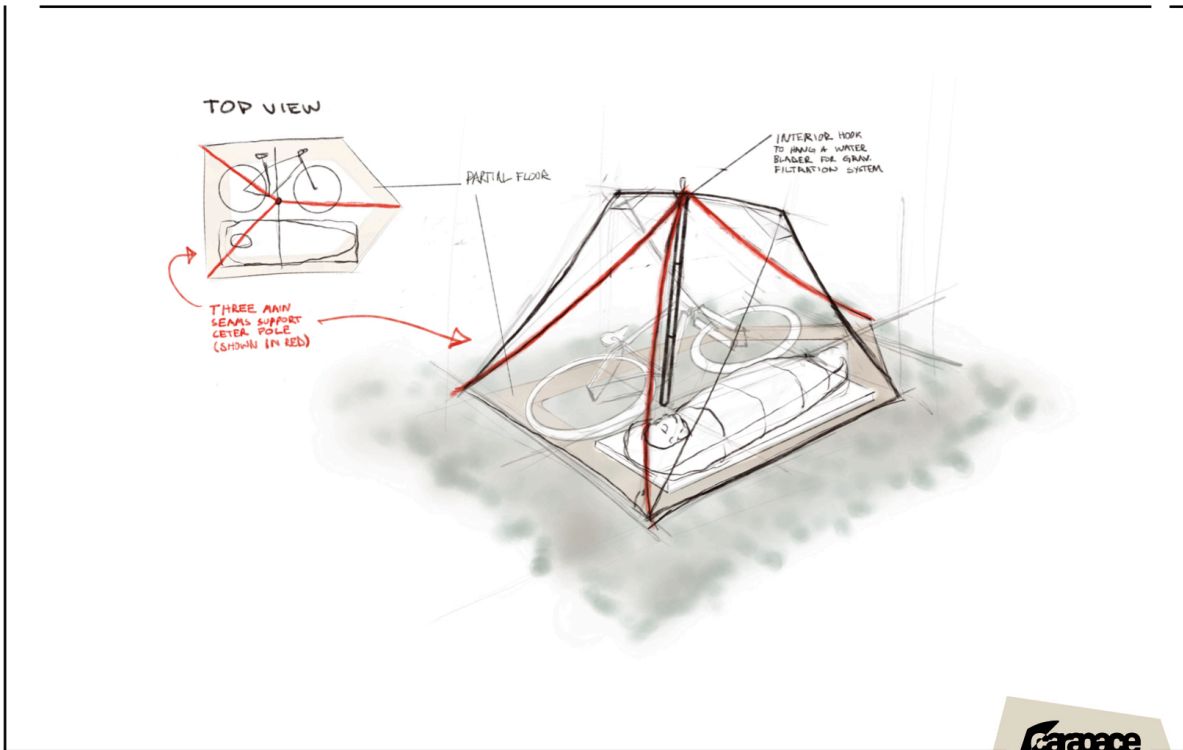 TOP VIEW
PARTIAL FLOOR
INTERIOR HOOK
TO HANG A WATER
BLADER FOR GRAV.
FILTRATION SYSTEM
THREE MAIN
SEAMS SUPPORT
CETER POLE
(SHOWN IN RED)
Carapace